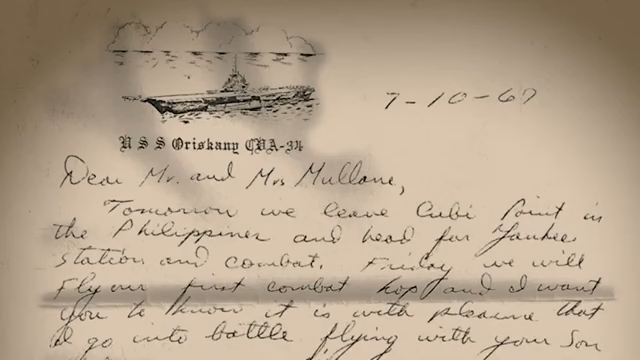 7-10-67
U S S Oriskany CVA-34
Dear Mr. and Mrs Mullane,
Tomorrow we leave Cubi Point in
the Philippines and head for Yankee
station and combat. Friday we will
fly our first combat hop and I want
you to know it is with pleasure that
I go into battle flying with your Son